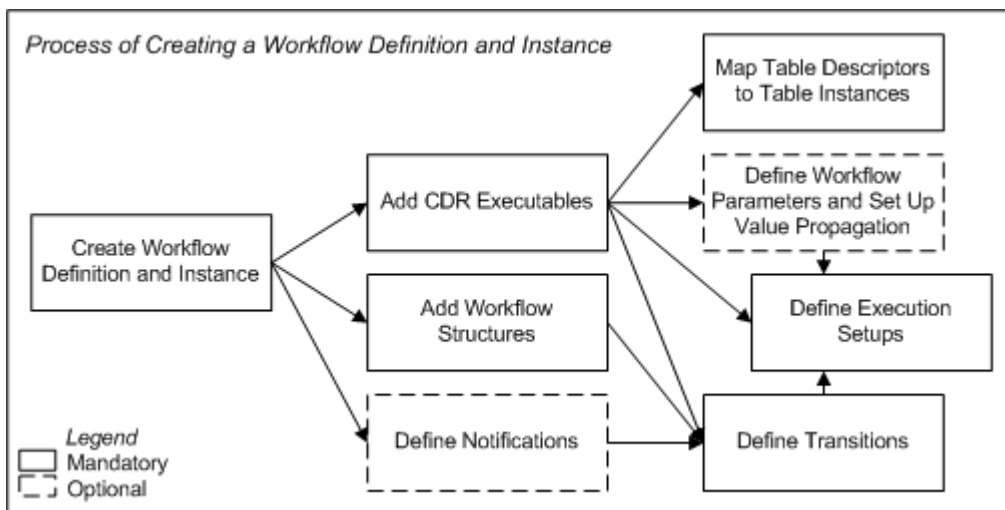 Process of Creating a Workflow Definition and Instance
Map Table Descriptors
to Table Instances
Add CDR Executables
Define Workflow
Parameters and Set Up
Value Propagation
Create Workflow
Definition and Instance
Add Workflow
Structures
Define Execution
Setups
Define Notifications
Define Transitions
Legend
Mandatory
Optional